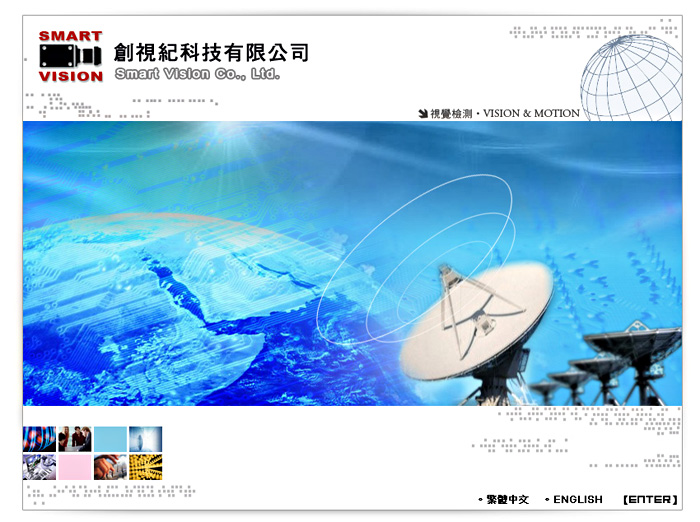 SMART
VISION
創視紀科技有限公司
Smart Vision Co., Ltd.
視覺檢測・VISION & MOTION
• 繁體中文 • ENGLISH 【ENTER】